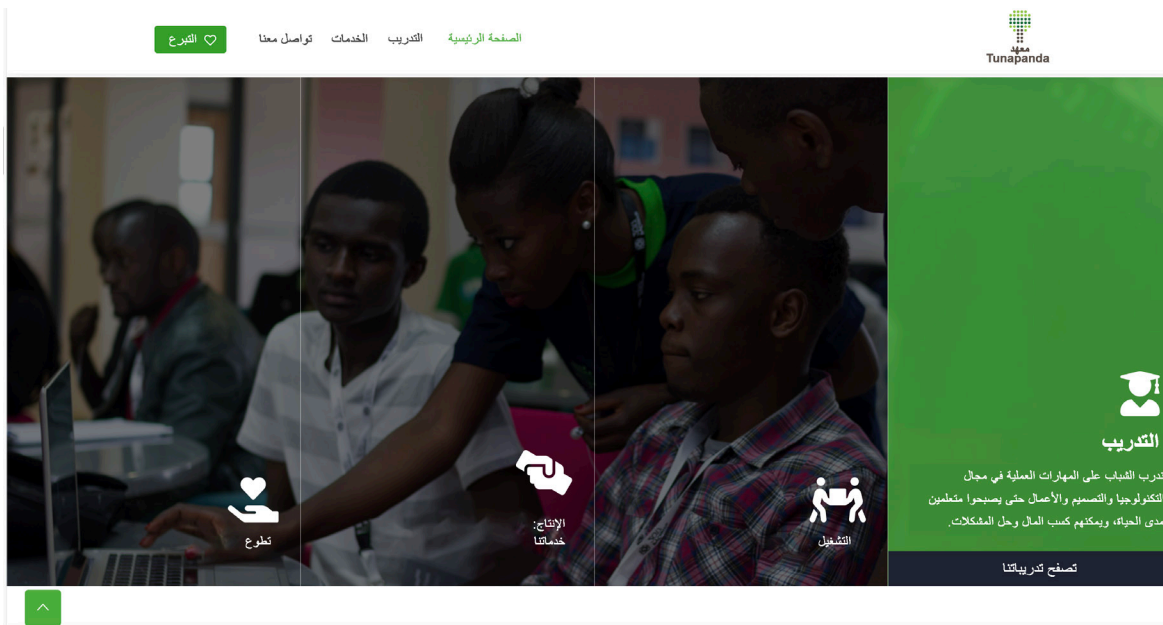 معهد
Tunapanda
الصفحة الرئيسية
التدريب
الخدمات
تواصل معنا
التبرع
التدريب
ندرب الشباب على المهارات العملية في مجال
التكنولوجيا والتصميم والأعمال حتى يصبحوا متعلمين
مدى الحياة، ويمكنهم كسب المال وحل المشكلات.
تصفح تدريباتنا
التشغيل
الإنتاج:
خدماتنا
تطوع